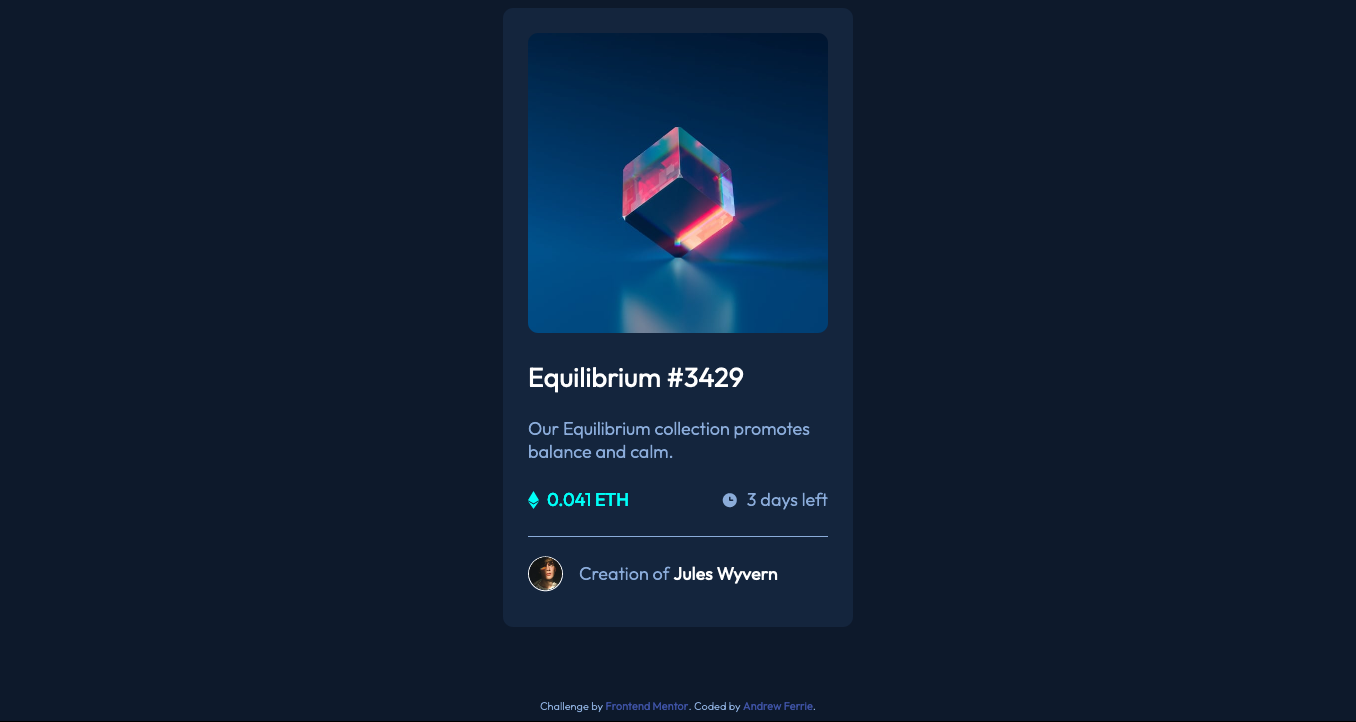 Equilibrium #3429
Our Equilibrium collection promotes
balance and calm.
0.041 ETH
3 days left
Creation of Jules Wyvern
Challenge by Frontend Mentor. Coded by Andrew Ferrie.